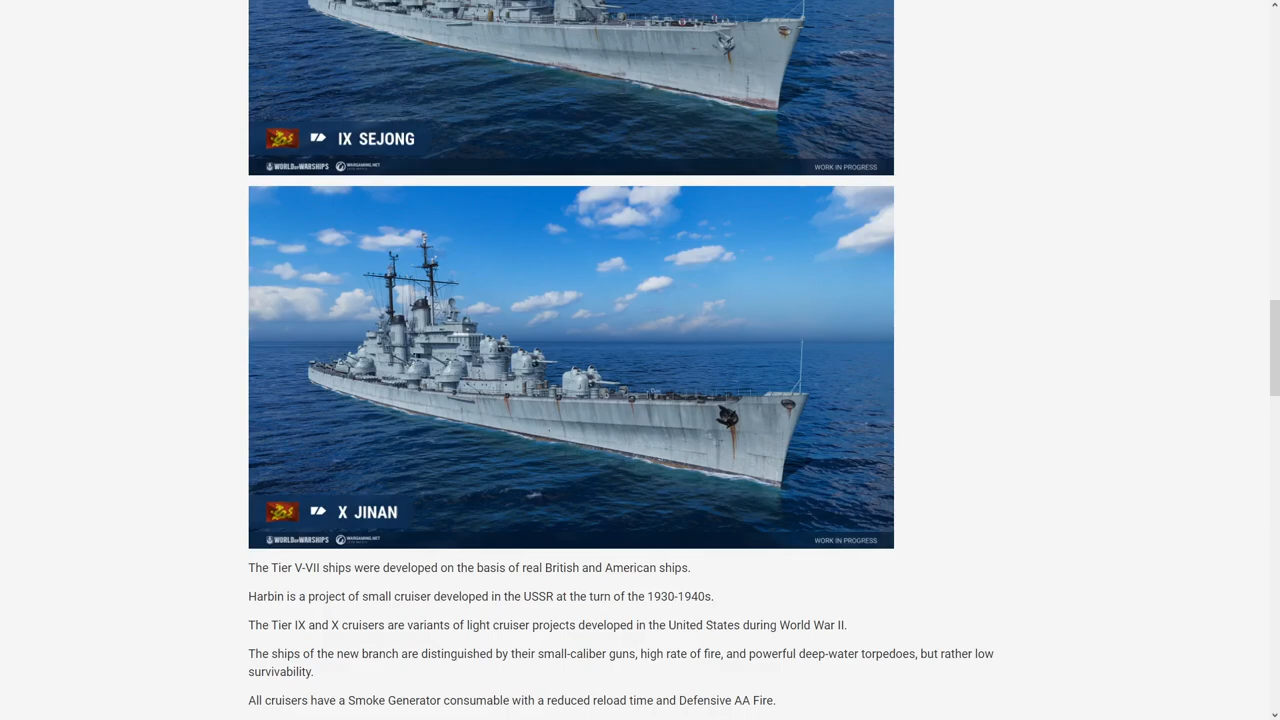 IX SEJONG
WORLD OF WARSHIPS WARGAMING.NET WORK IN PROGRESS
X JINAN
WORLD OF WARSHIPS WARGAMING.NET WORK IN PROGRESS
The Tier V-VII ships were developed on the basis of real British and American ships.
Harbin is a project of small cruiser developed in the USSR at the turn of the 1930-1940s.
The Tier IX and X cruisers are variants of light cruiser projects developed in the United States during World War II.
The ships of the new branch are distinguished by their small-caliber guns, high rate of fire, and powerful deep-water torpedoes, but rather low
survivability.
All cruisers have a Smoke Generator consumable with a reduced reload time and Defensive AA Fire.